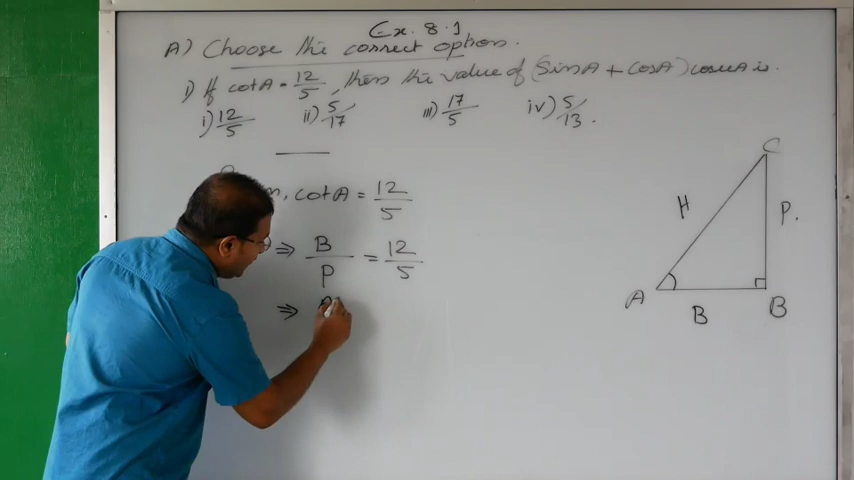 Ex. 8.1
A) Choose the correct option.
1) If cotA = 12/5, then the value of (SinA + cosA) cosecA is.
i) 12/5 ii) 5/17 iii) 17/5 iv) 5/13.
, cotA = 12/5
⇒ B/P = 12/5
⇒
C
H P.
A B B